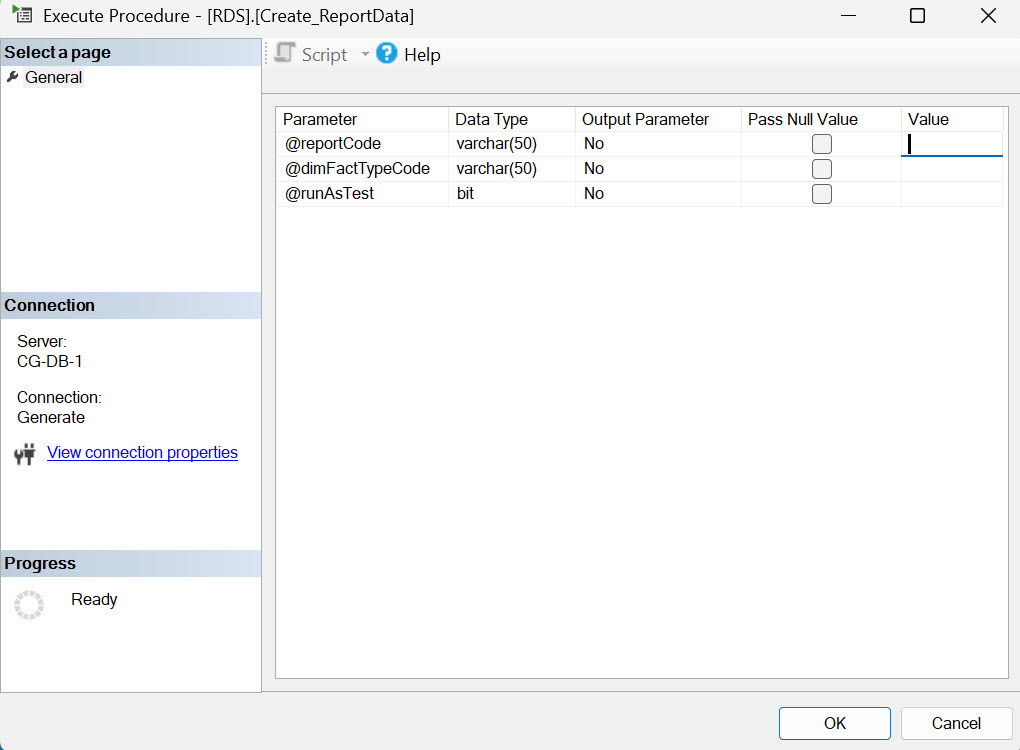 Execute Procedure - [RDS].[Create_ReportData]
Select a page
General
Script Help
Parameter Data Type Output Parameter Pass Null Value Value
@reportCode varchar(50) No
@dimFactTypeCode varchar(50) No
@runAsTest bit No
Connection
Server:
CG-DB-1
Connection:
Generate
View connection properties
Progress
Ready
OK Cancel